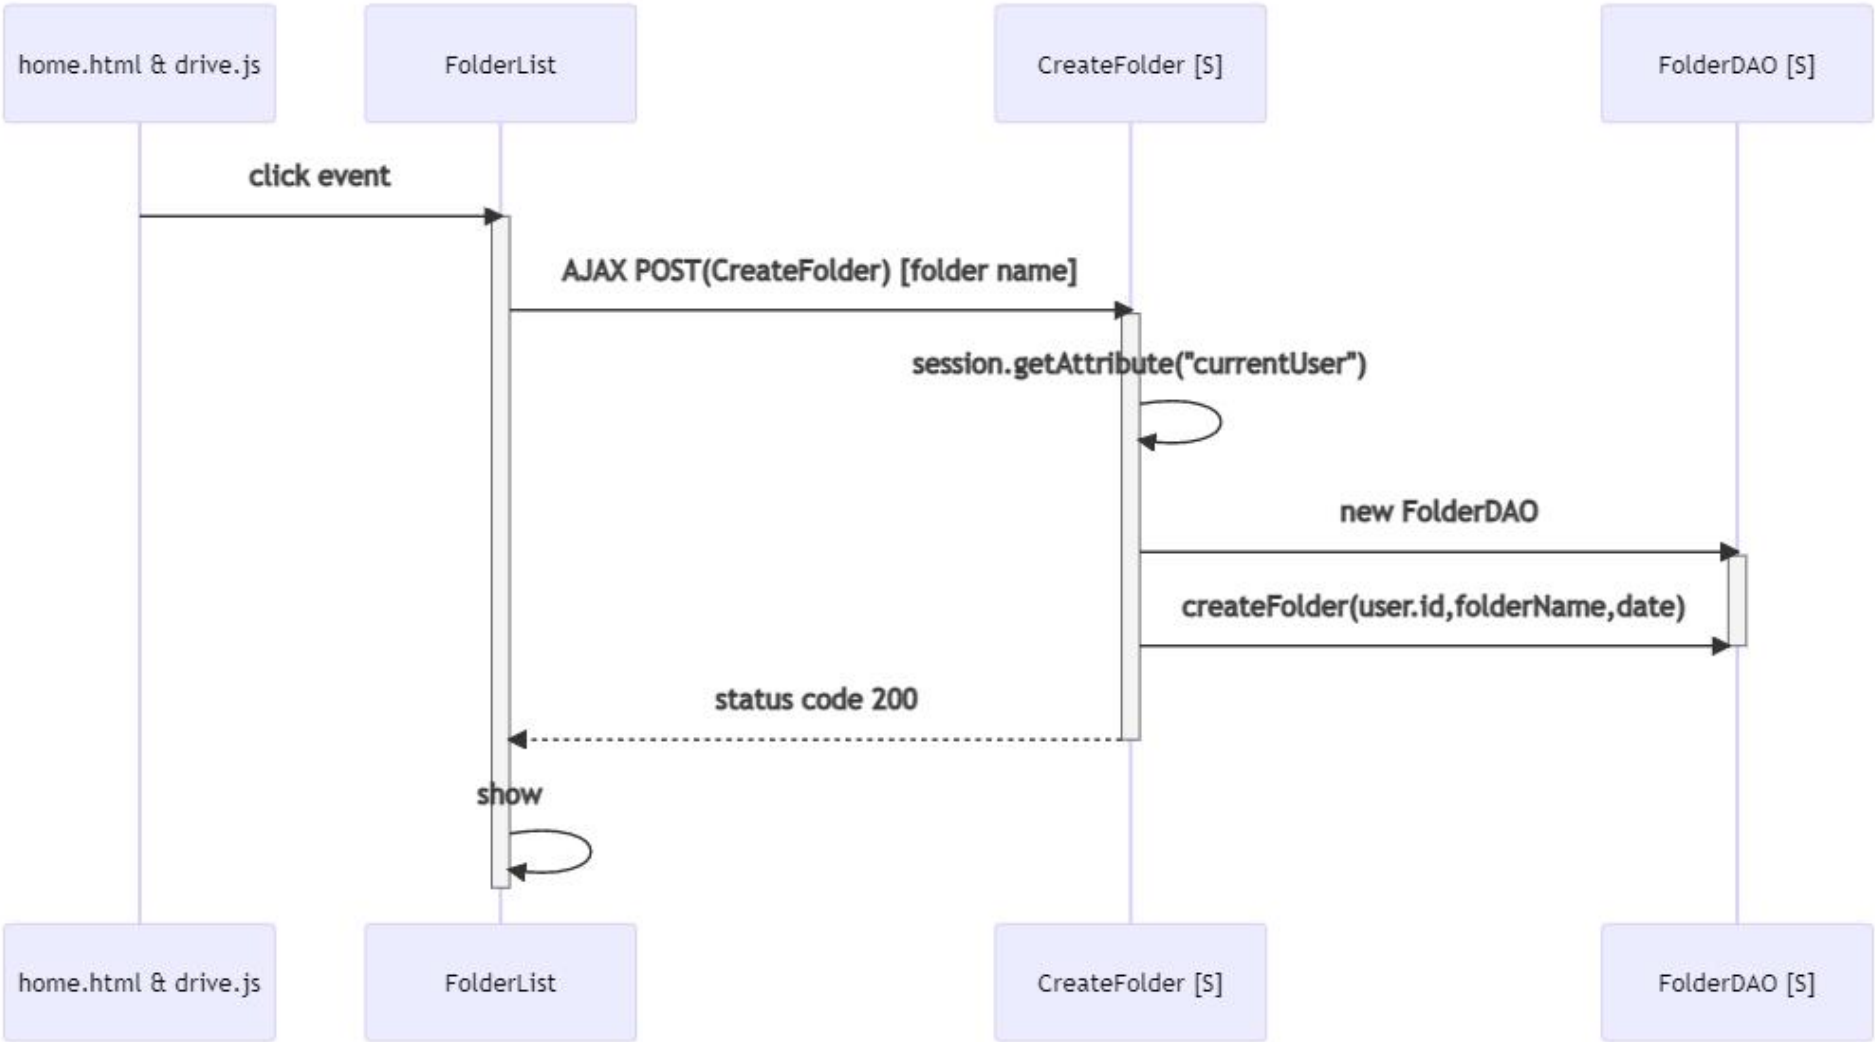 home.html & drive.js
FolderList
CreateFolder [S]
FolderDAO [S]
click event
AJAX POST(CreateFolder) [folder name]
session.getAttribute("currentUser")
new FolderDAO
createFolder(user.id,folderName,date)
status code 200
show
home.html & drive.js
FolderList
CreateFolder [S]
FolderDAO [S]